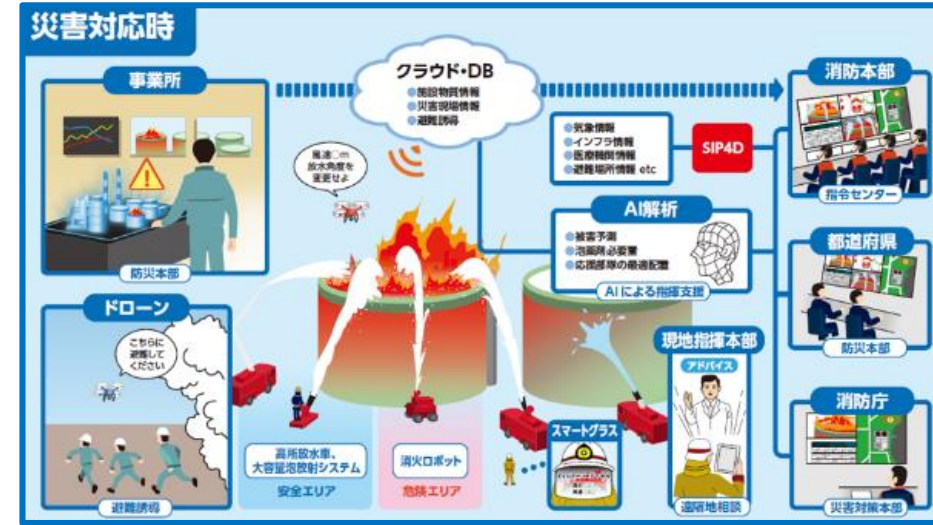 災害対応時
事業所
防災本部
クラウド・DB
●施設物質情報
●災害現場情報
●避難誘導
風速○m
放水角度を
変更せよ
●気象情報
●インフラ情報
●医療機関情報
●避難場所情報 etc
SIP4D
消防本部
指令センター
AI解析
●被害予測
●泡薬剤必要量
●応援部隊の最適配置
AIによる指揮支援
都道府県
防災本部
ドローン
こちらに
避難して
ください
避難誘導
高所放水車、
大容量泡放射システム
安全エリア
消火ロボット
危険エリア
スマートグラス
現地指揮本部
アドバイス
遠隔地相談
消防庁
災害対策本部